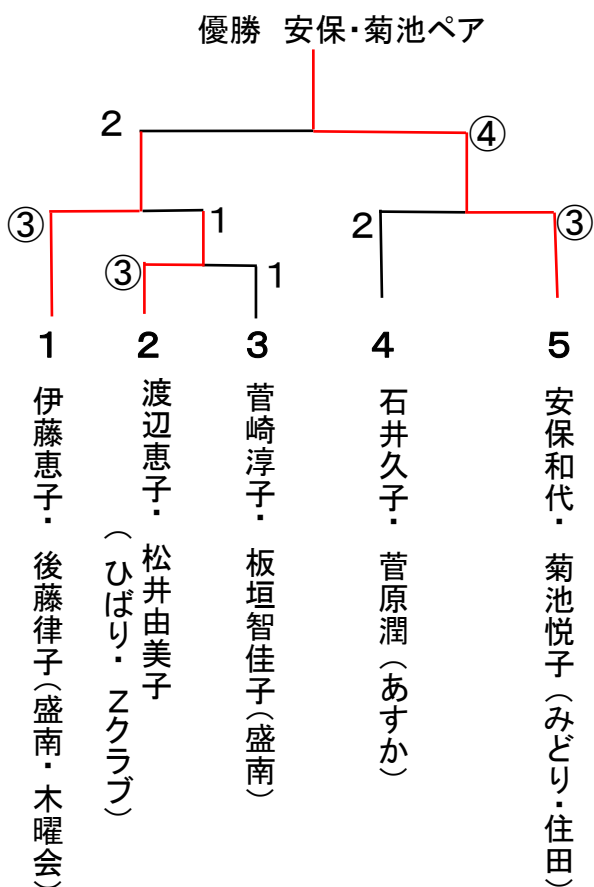 優勝 安保・菊池ペア
2
④
③
1
2
③
③
1
1
2
3
4
5
伊藤恵子・ 後藤律子(盛南・木曜会)
渡辺恵子・ 松井由美子
(ひばり・ Zクラブ)
菅崎淳子・ 板垣智佳子(盛南)
石井久子・ 菅原潤(あすか)
安保和代・ 菊池悦子(みどり・住田)